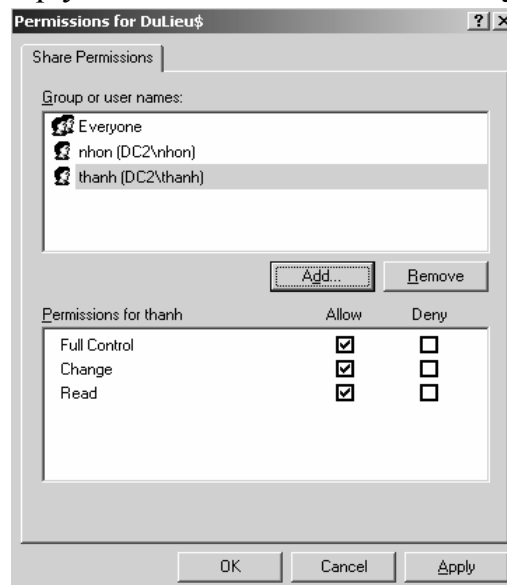 Permissions for DuLieu$
Share Permissions
Group or user names:
Everyone
nhon (DC2\nhon)
thanh (DC2\thanh)
Add... Remove
Permissions for thanh Allow Deny
Full Control
Change
Read
OK Cancel Apply